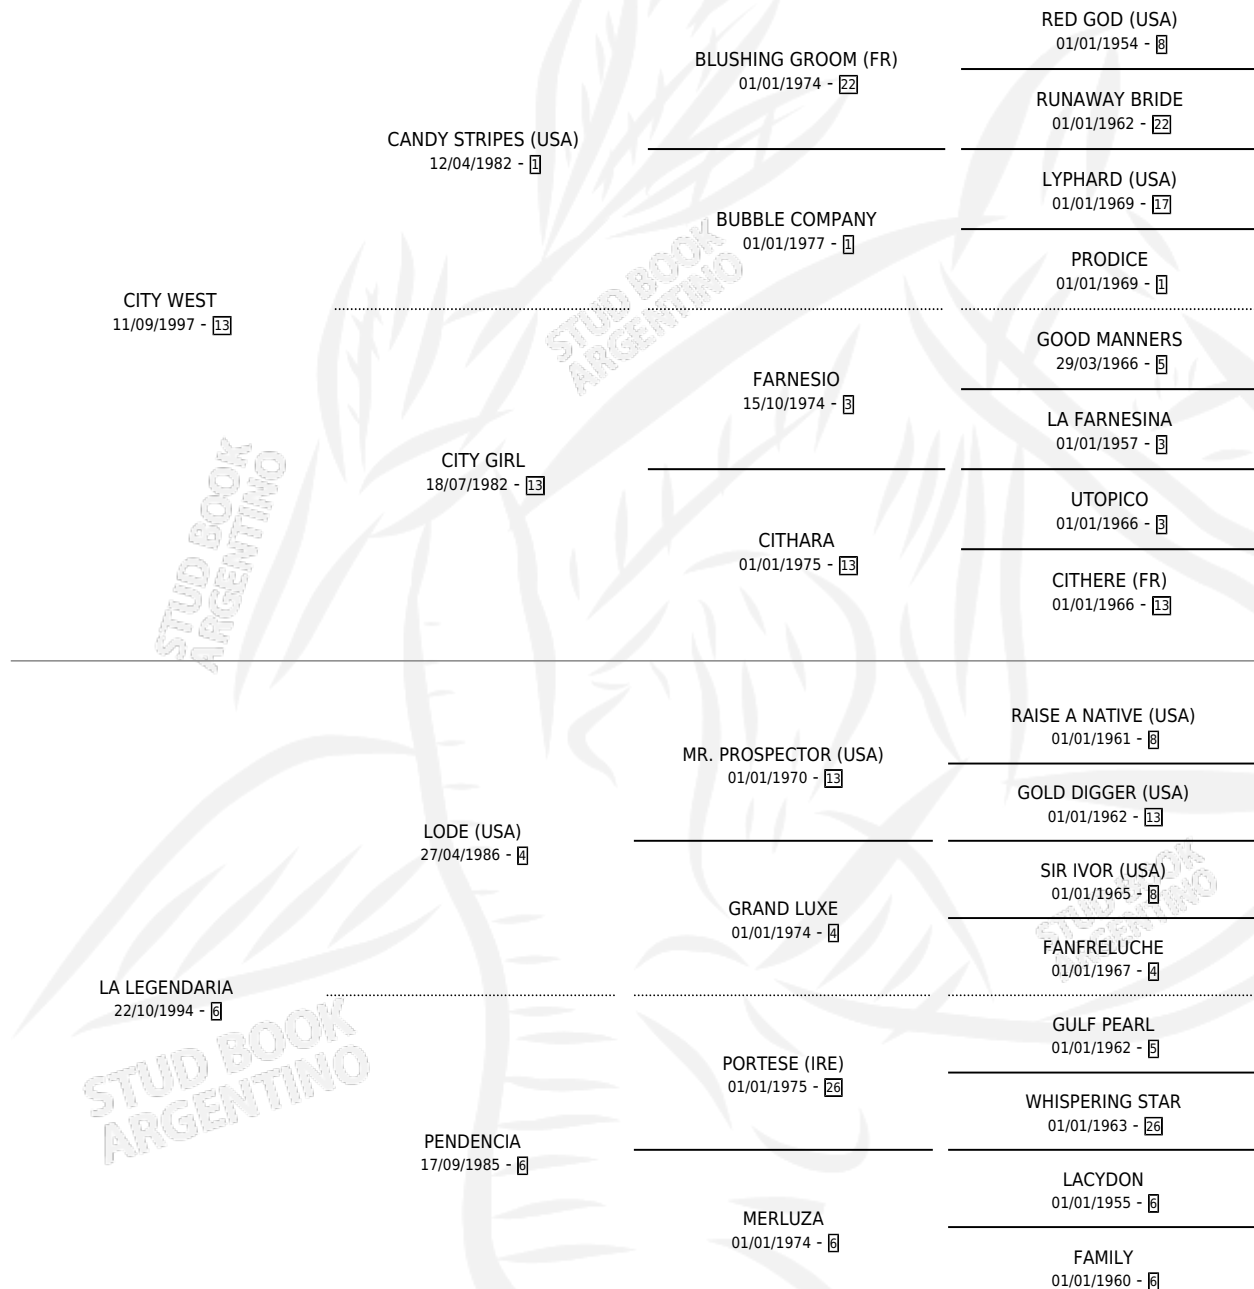 RED GOD (USA)
01/01/1954 - 8
BLUSHING GROOM (FR)
01/01/1974 - 22
RUNAWAY BRIDE
01/01/1962 - 22
CANDY STRIPES (USA)
12/04/1982 - 1
LYPHARD (USA)
01/01/1969 - 17
BUBBLE COMPANY
01/01/1977 - 1
PRODICE
01/01/1969 - 1
CITY WEST
11/09/1997 - 13
STUD BOOK
ARGENTINO
GOOD MANNERS
29/03/1966 - 5
FARNESIO
15/10/1974 - 3
LA FARNESINA
01/01/1957 - 3
CITY GIRL
18/07/1982 - 13
UTOPICO
01/01/1966 - 3
CITHARA
01/01/1975 - 13
CITHERE (FR)
01/01/1966 - 13
STUD BOOK
ARGENTINO
RAISE A NATIVE (USA)
01/01/1961 - 8
MR. PROSPECTOR (USA)
01/01/1970 - 13
GOLD DIGGER (USA)
01/01/1962 - 13
LODE (USA)
27/04/1986 - 4
SIR IVOR (USA)
01/01/1965 - 8
STUD BOOK
ARGENTINO
GRAND LUXE
01/01/1974 - 4
FANFRELUCHE
01/01/1967 - 4
LA LEGENDARIA
22/10/1994 - 6
STUD BOOK
ARGENTINO
GULF PEARL
01/01/1962 - 5
PORTESE (IRE)
01/01/1975 - 26
WHISPERING STAR
01/01/1963 - 26
PENDENCIA
17/09/1985 - 6
LACYDON
01/01/1955 - 6
MERLUZA
01/01/1974 - 6
FAMILY
01/01/1960 - 6